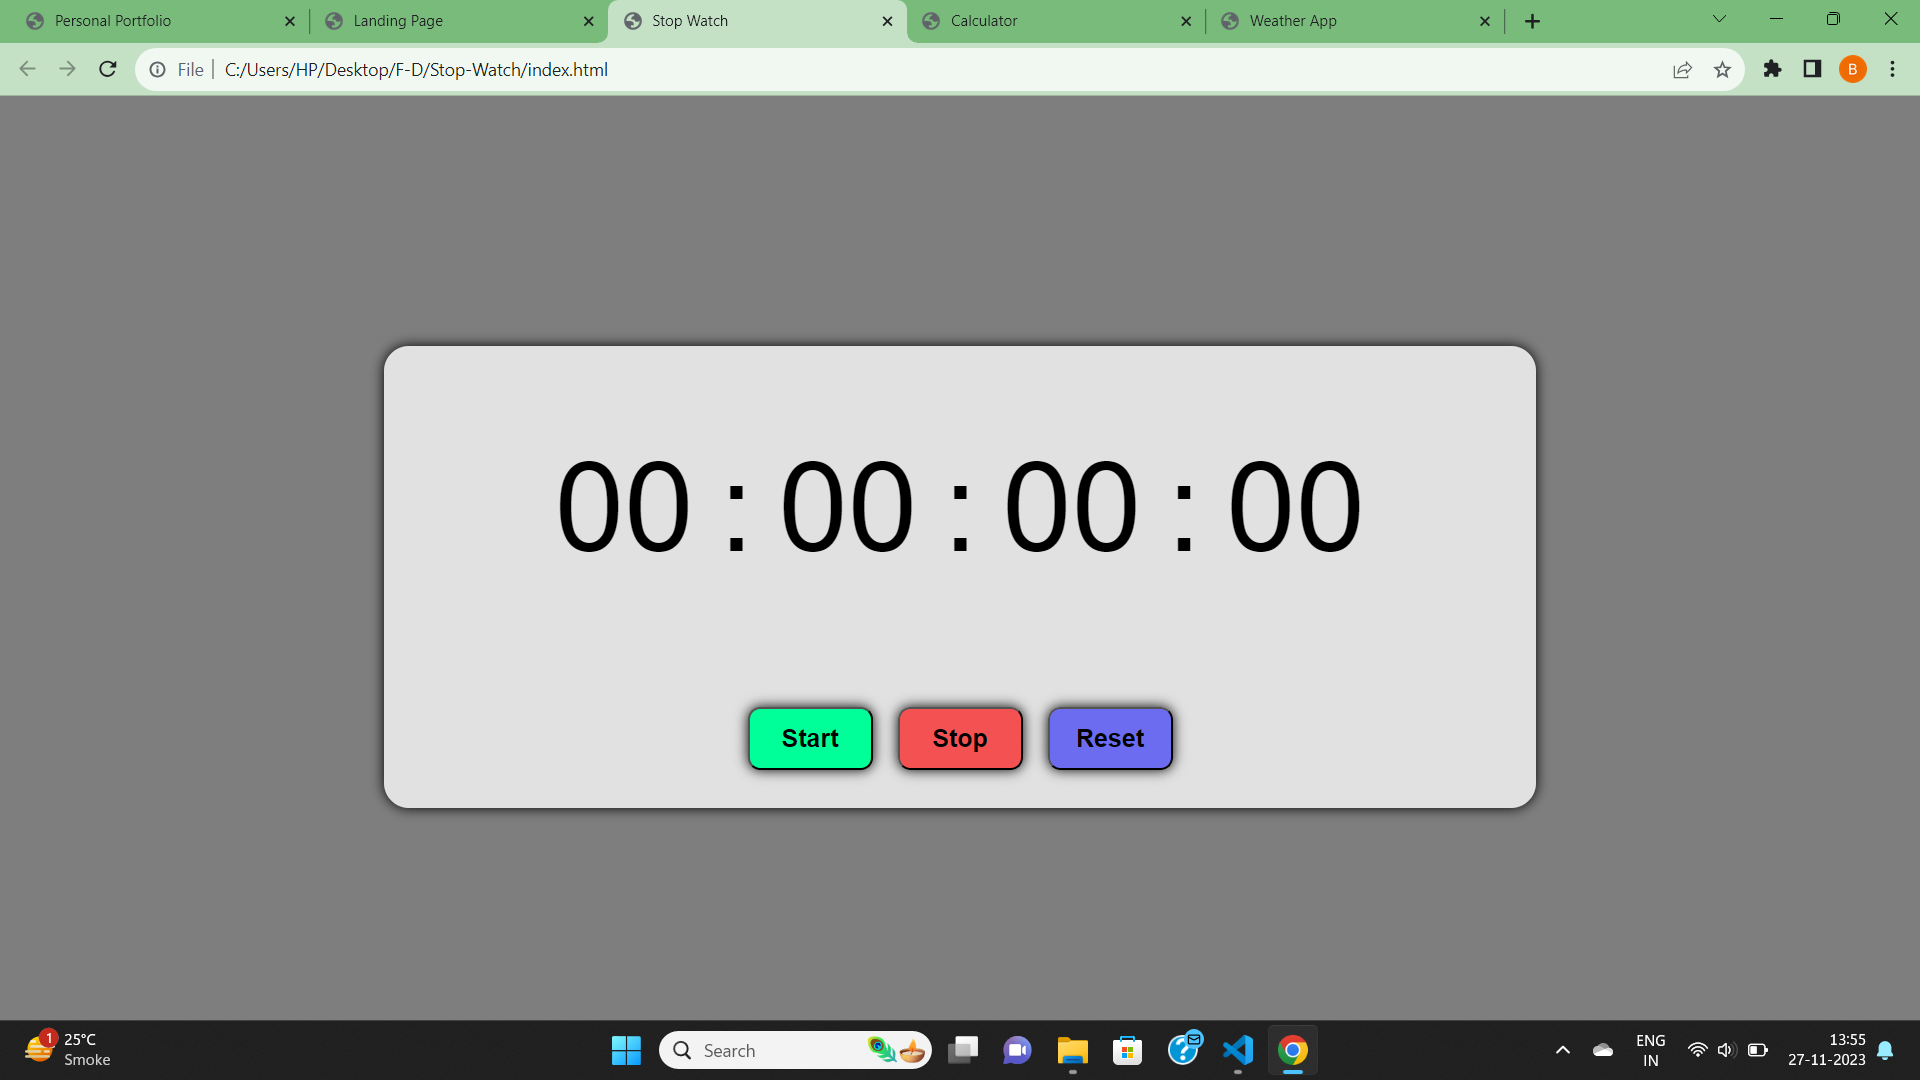 Personal Portfolio
Landing Page
Stop Watch
Calculator
Weather App
File | C:/Users/HP/Desktop/F-D/Stop-Watch/index.html
B
00 : 00 : 00 : 00
Start
Stop
Reset
1
25°C
Smoke
Search
ENG
IN
13:55
27-11-2023